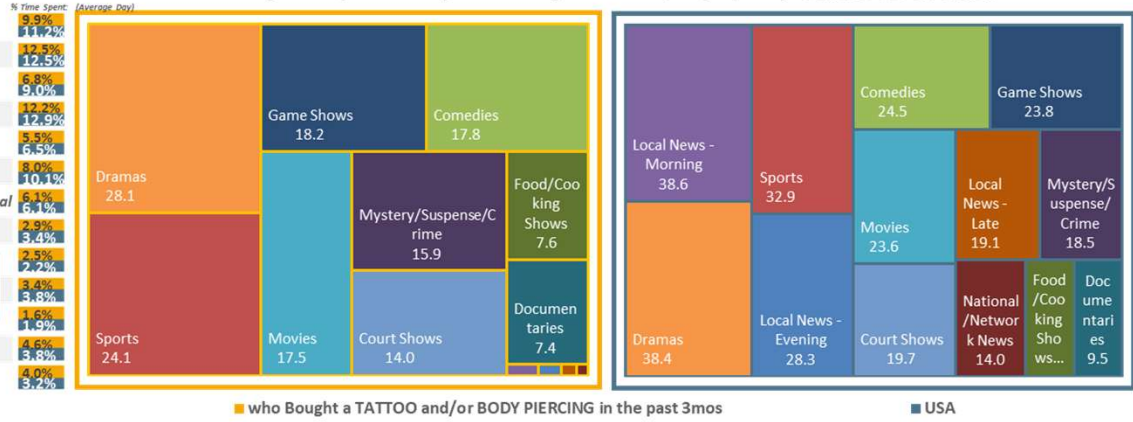 % Time Spent: (Average Day)
9.9%
11.2%
12.5%
12.5%
6.8%
9.0%
12.2%
12.9%
5.5%
6.5%
8.0%
10.1%
al
6.1%
6.1%
2.9%
3.4%
2.5%
2.2%
3.4%
3.8%
1.6%
1.9%
4.6%
3.8%
4.0%
3.2%
Dramas
28.1
Sports
24.1
Game Shows
18.2
Comedies
17.8
Movies
17.5
Mystery/Suspense/C
rime
15.9
Court Shows
14.0
Food/Coo
king
Shows
7.6
Documen
taries
7.4
Local News -
Morning
38.6
Dramas
38.4
Sports
32.9
Local News -
Evening
28.3
Comedies
24.5
Game Shows
23.8
Movies
23.6
Court Shows
19.7
Local
News -
Late
19.1
Mystery/S
uspense/
Crime
18.5
National
/Networ
k News
14.0
Food
/Coo
king
Sho
ws...
Doc
ume
ntari
es
9.5
who Bought a TATTOO and/or BODY PIERCING in the past 3mos
USA